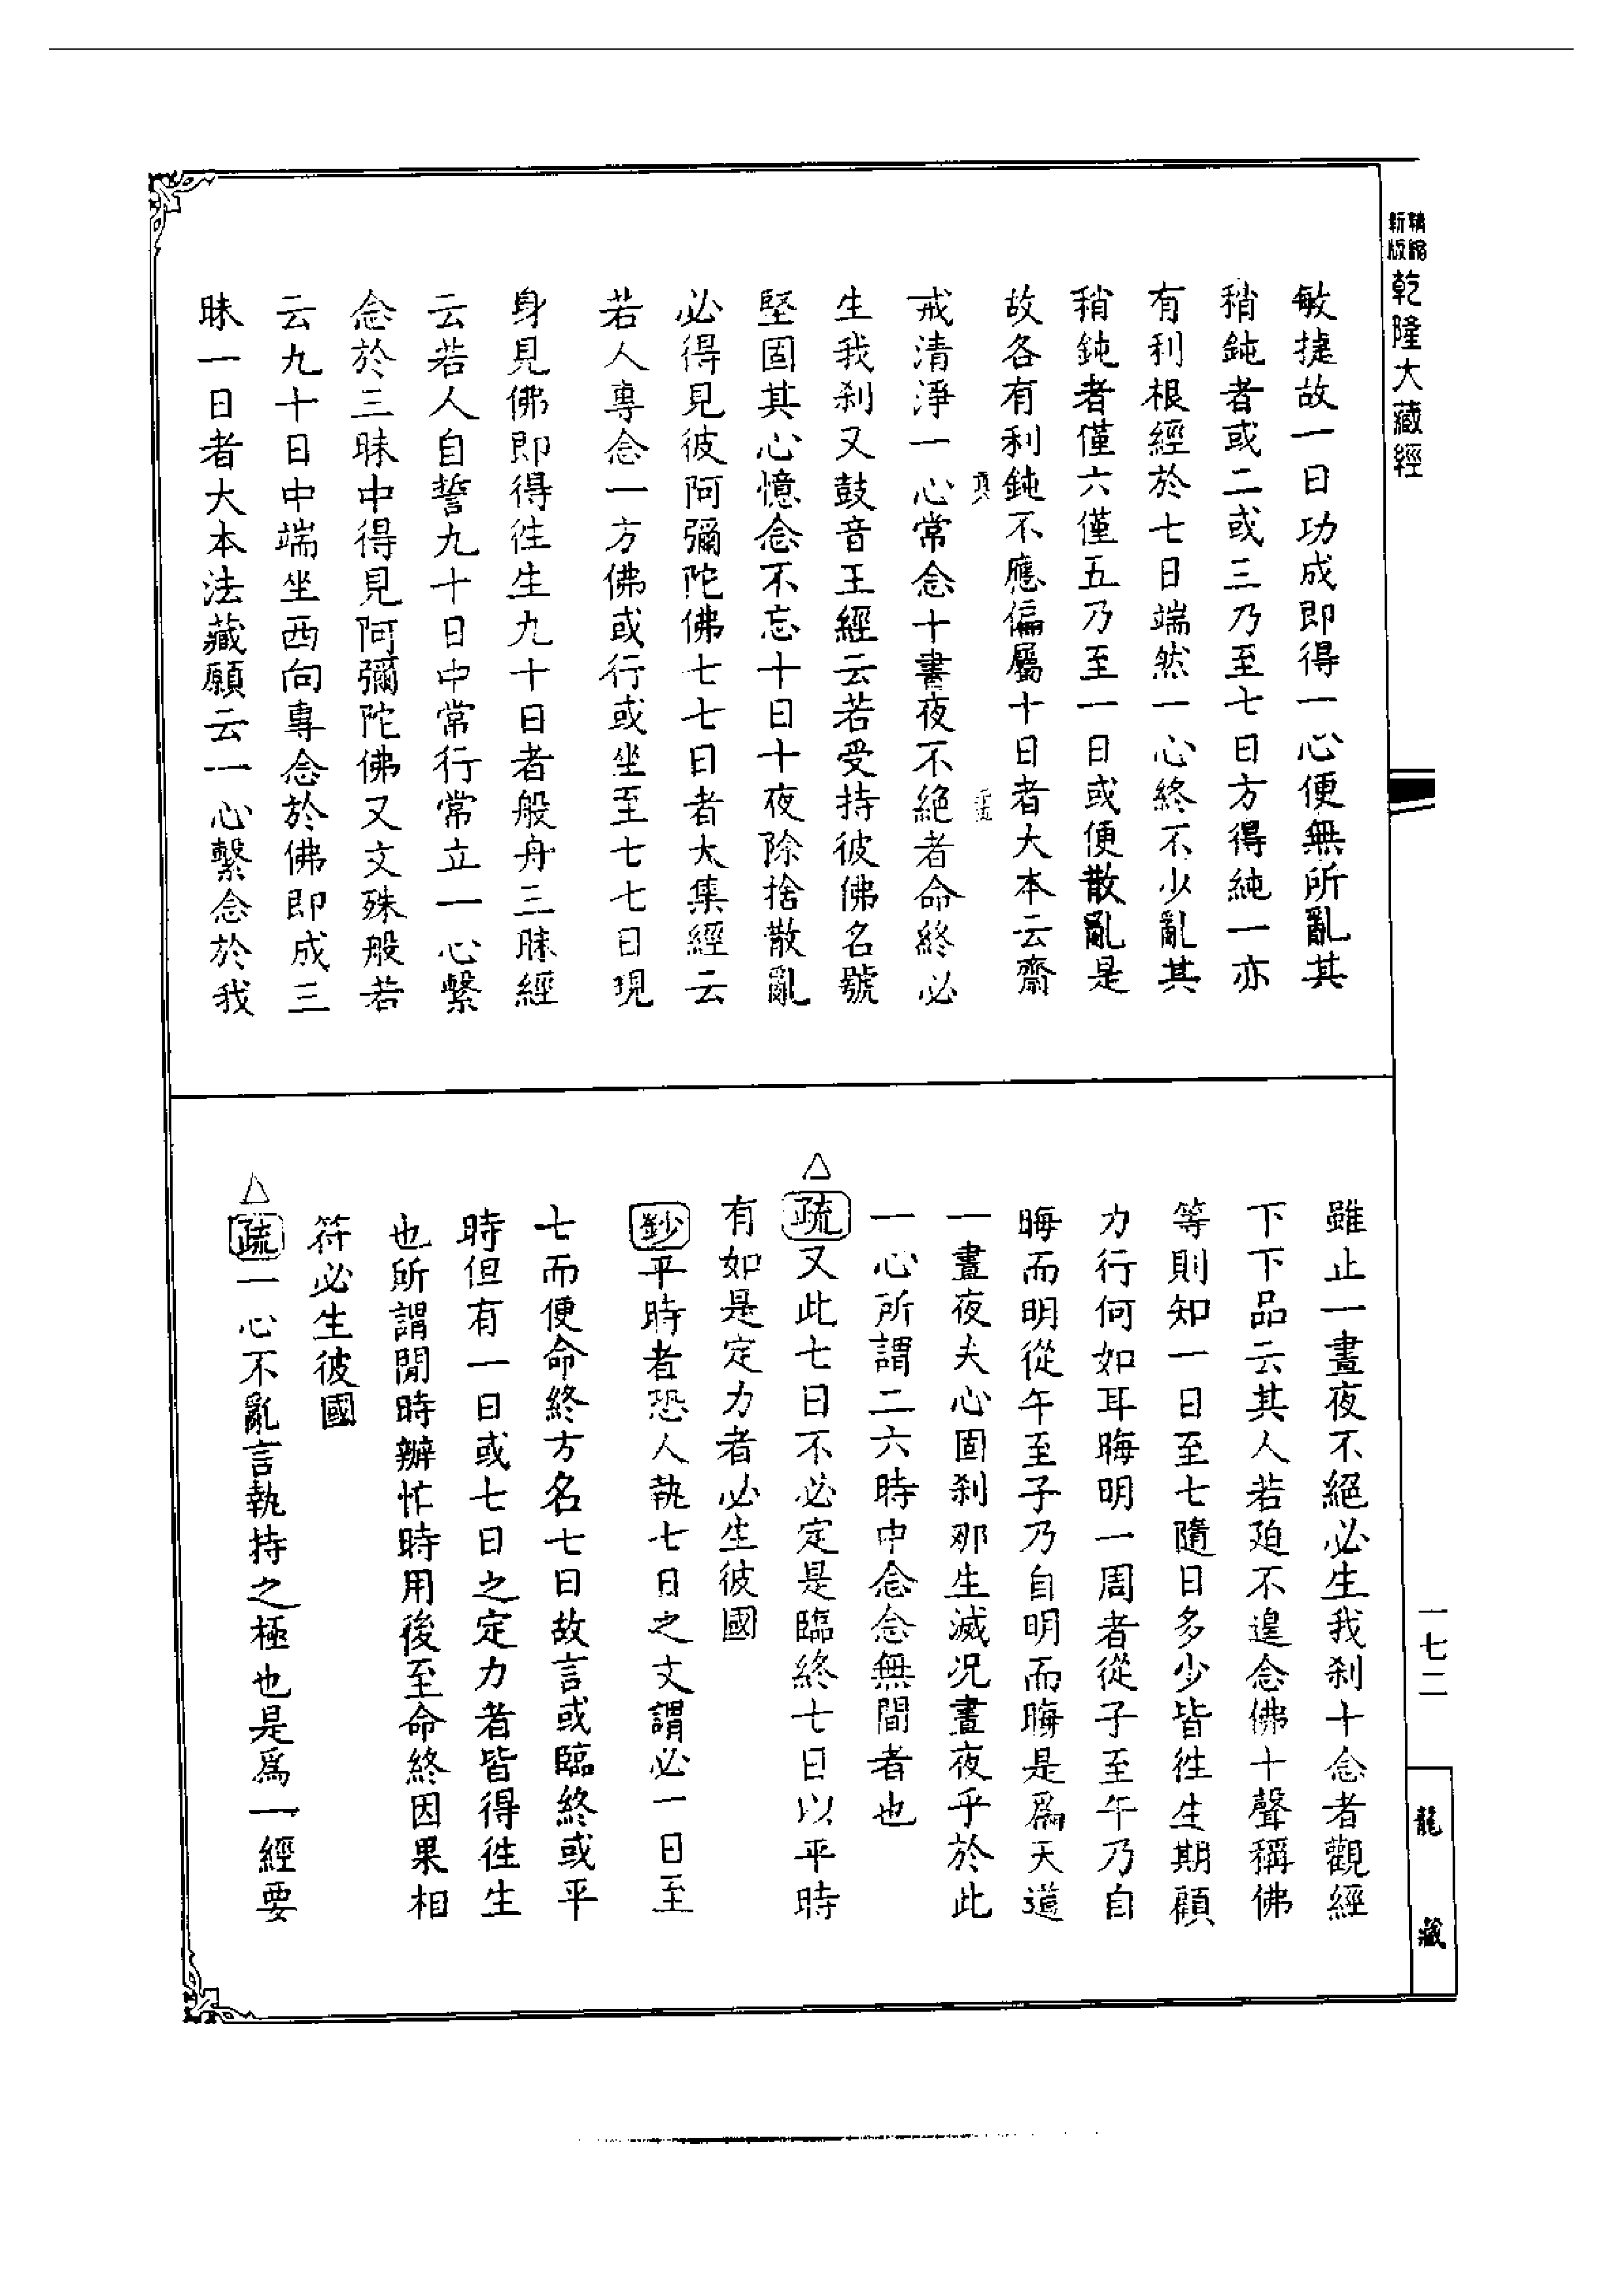 新版精縮乾隆大藏經
敏捷故一日功成即得一心便無所亂其
稍鈍者或二或三乃至七日方得純一亦
有利根經於七日端然一心終不少亂其
稍鈍者僅六僅五乃至一日或便散亂是
故各有利鈍不應偏屬十日者大本云齋
戒清淨一心常念十晝夜不絕者命終必
生我刹又鼓音王經云若受持彼佛名號
堅固其心憶念不忘十日十夜除捨散亂
必得見彼阿彌陀佛七七日者大集經云
若人專念一方佛或行或坐至七七日現
身見佛即得徃生九十日者般舟三昧經
云若人自誓九十日中常行常立一心繫
念於三昧中得見阿彌陀佛又文殊般若
云九十日中端坐西向專念於佛即成三
昧一日者大本法藏願云一心繫念於我
雖止一晝夜不絕必生我刹十念者觀經
下下品云其人若廹不遑念佛十聲稱佛
等則知一日至七隨日多少皆徃生期顧
力行何如耳晦明一周者從子至午乃自
晦而明從午至子乃自明而晦是爲天道
一晝夜夫心固刹那生滅况晝夜乎於此
一心所謂二六時中念念無間者也
△疏又此七日不必定是臨終七日以平時
有如是定力者必生彼國
鈔平時者恐人執七日之文謂必一日至
七而便命終方名七日故言或臨終或平
時但有一日或七日之定力者皆得徃生
也所謂閒時辦忙時用後至命終因果相
符必生彼國
△疏一心不亂言執持之極也是爲一經要
一七二
龍藏